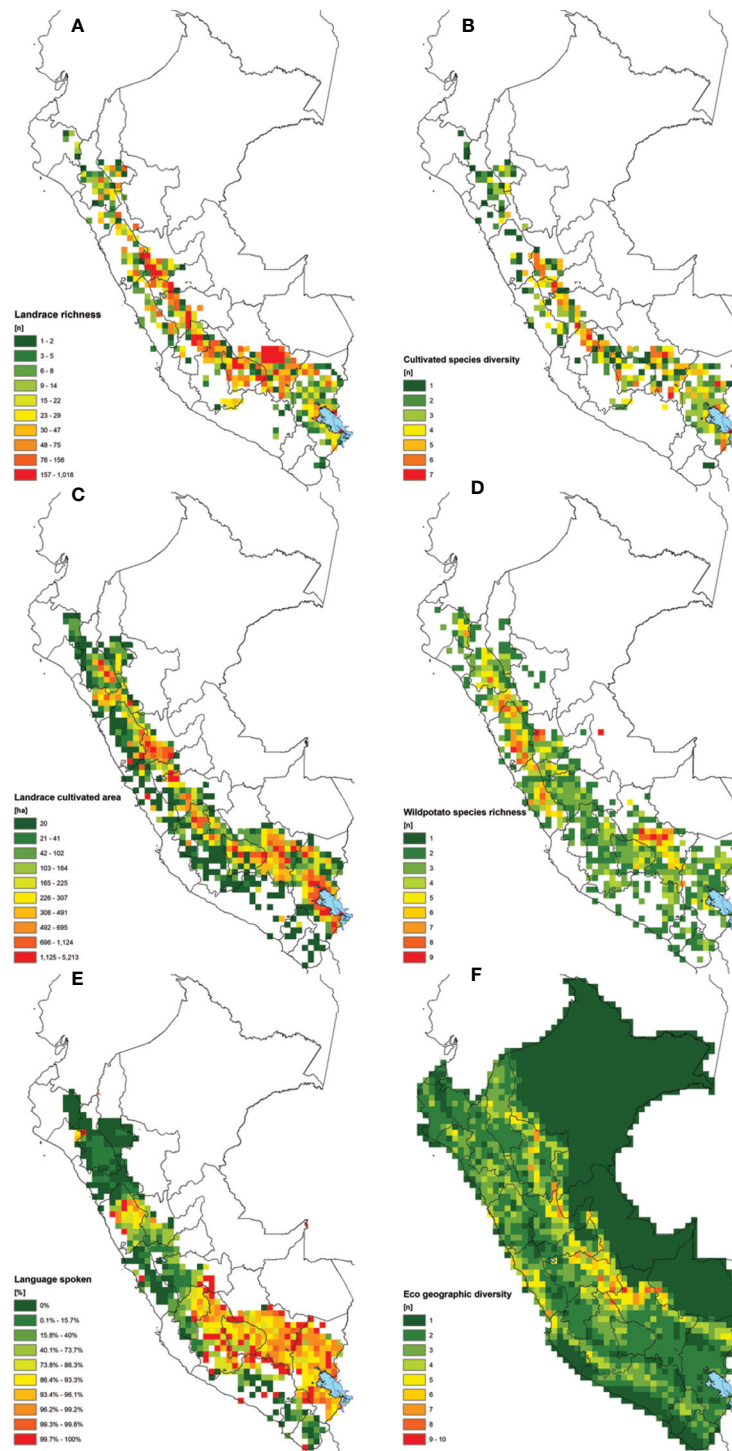 A
Landrace richness
[n]
1 - 2
3 - 5
6 - 8
9 - 14
15 - 22
23 - 29
30 - 47
48 - 75
76 - 156
157 - 1,018
B
Cultivated species diversity
[n]
1
2
3
4
5
6
7
C
Landrace cultivated area
[ha]
20
21 - 41
42 - 102
103 - 164
165 - 225
226 - 307
308 - 491
492 - 695
696 - 1,124
1,125 - 5,213
D
Wildpotato species richness
[n]
1
2
3
4
5
6
7
8
9
E
Language spoken
[%]
0%
0.1% - 15.7%
15.8% - 40%
40.1% - 73.7%
73.8% - 86.3%
86.4% - 93.3%
93.4% - 96.1%
96.2% - 99.2%
99.3% - 99.6%
99.7% - 100%
F
Eco geographic diversity
[n]
1
2
3
4
5
6
7
8
9 - 10